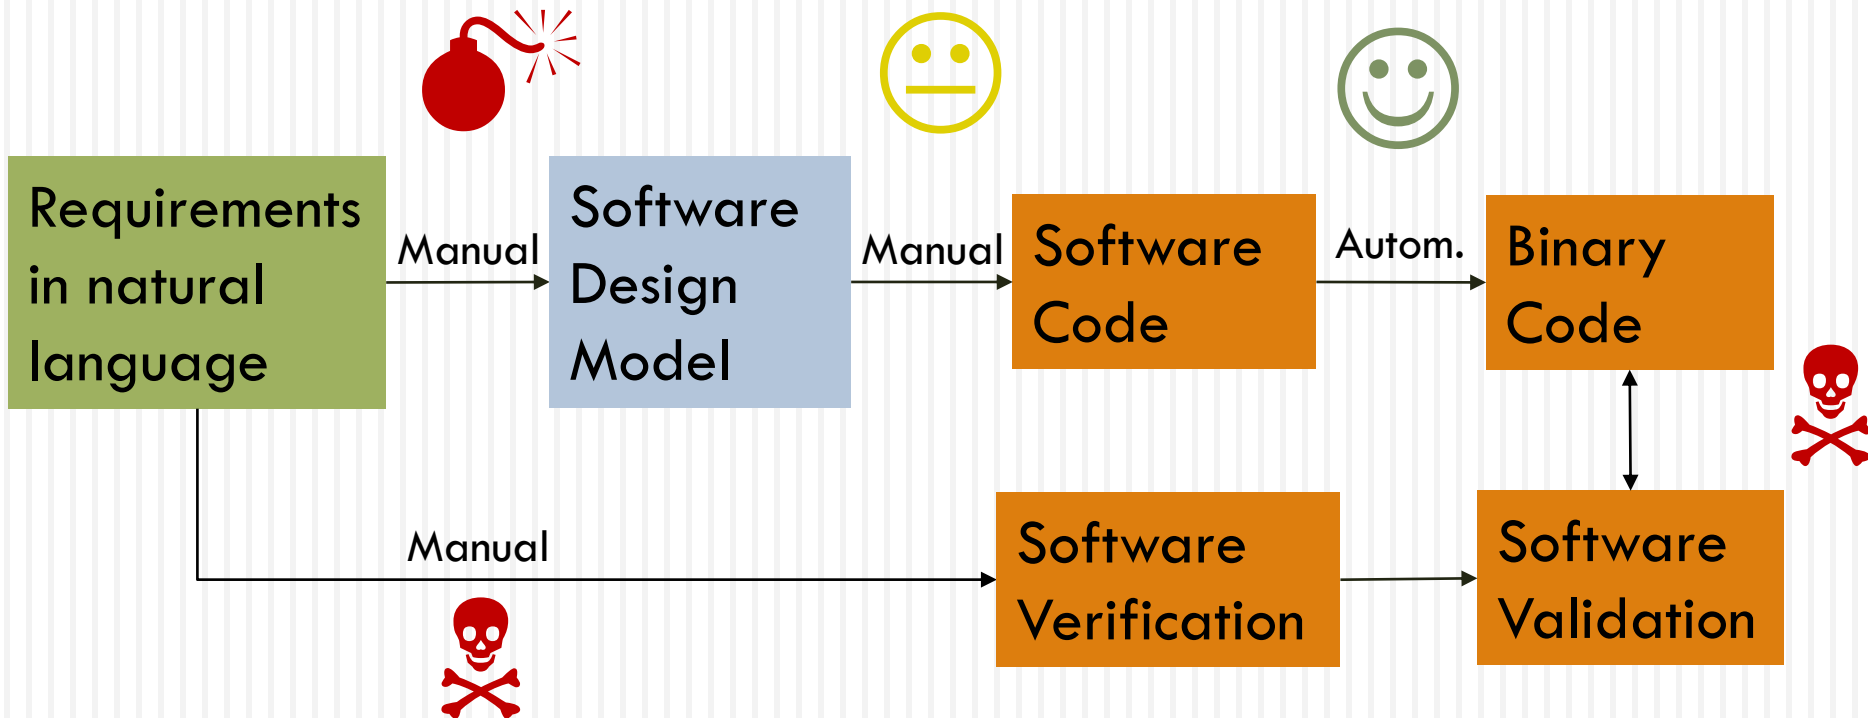 Requirements
in natural
language
Manual
Software
Design
Model
Manual
Software
Code
Autom.
Binary
Code
Manual
Software
Verification
Software
Validation